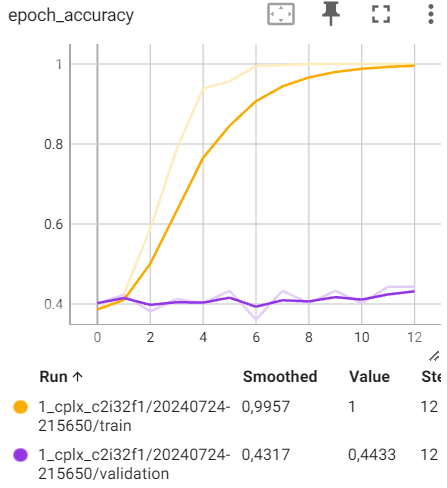 epoch_accuracy
1
0.8
0.6
0.4
0 2 4 6 8 10 12
Run ↑ Smoothed Value Ste
1_cplx_c2i32f1/20240724-
215650/train 0,9957 1 12
1_cplx_c2i32f1/20240724-
215650/validation 0,4317 0,4433 12